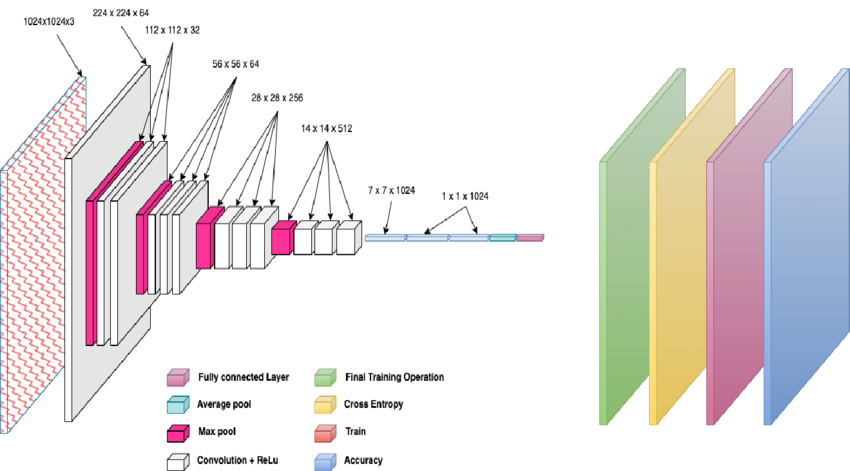 1024x1024x3
224 x 224 x 64
112 x 112 x 32
56 x 56 x 64
28 x 28 x 256
14 x 14 x 512
7 x 7 x 1024
1 x 1 x 1024
Fully connected Layer
Final Training Operation
Average pool
Cross Entropy
Max pool
Train
Convolution + ReLu
Accuracy